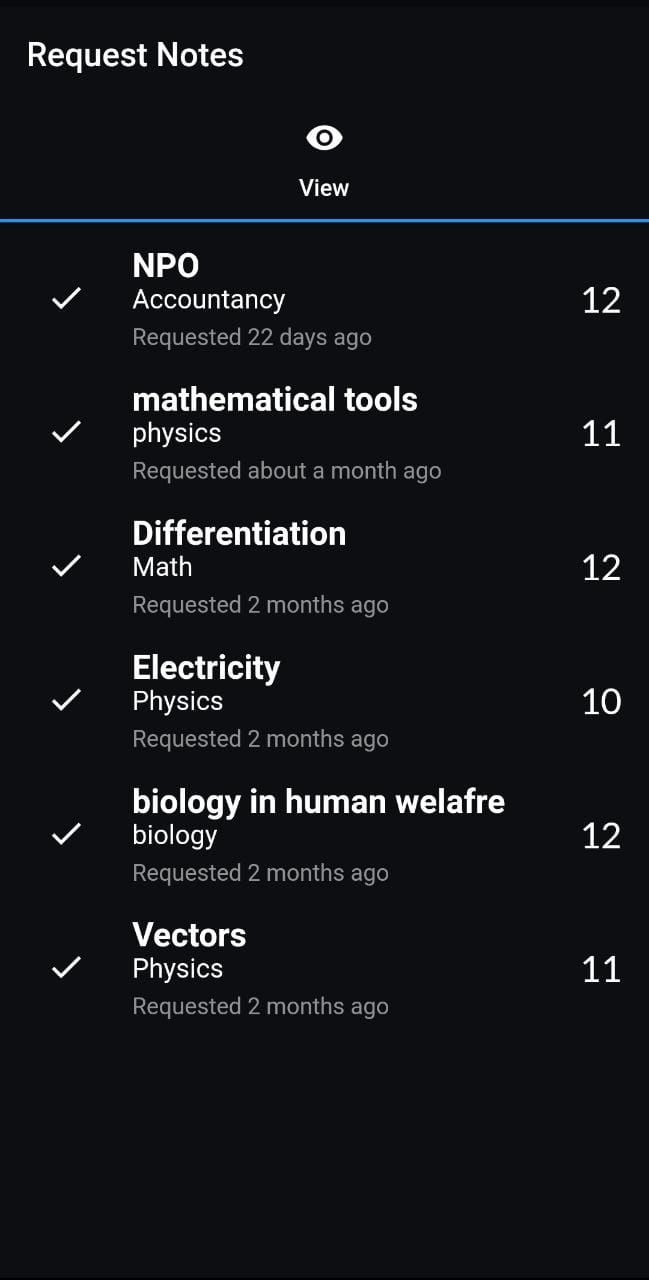 Request Notes
View
NPO
Accountancy
Requested 22 days ago
12
mathematical tools
physics
Requested about a month ago
11
Differentiation
Math
Requested 2 months ago
12
Electricity
Physics
Requested 2 months ago
10
biology in human welafre
biology
Requested 2 months ago
12
Vectors
Physics
Requested 2 months ago
11